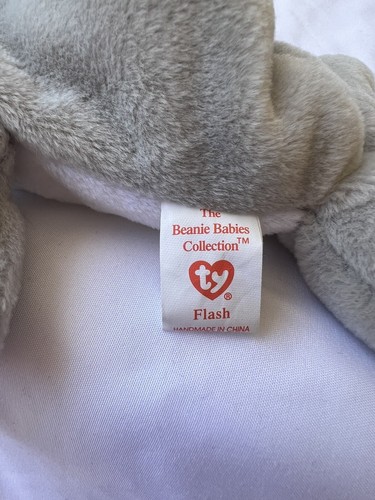 The
Beanie Babies
Collection™
ty®
Flash
HANDMADE IN CHINA